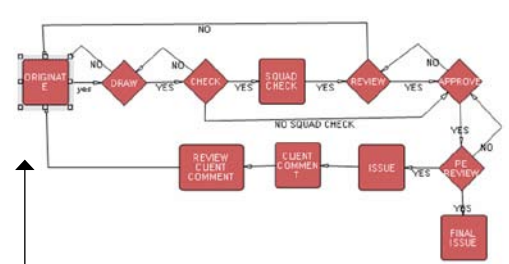 NO
ORIGINAT
E
yes
NO
DRAW
YES
NO
CHECK
YES
SQUAD
CHECK
YES
REVIEW
YES
NO
APPROVE
NO SQUAD CHECK
YES
NO
PE
REVIEW
YES
ISSUE
CLIENT
COMMEN
T
REVIEW
CLIENT
COMMENT
YES
FINAL
ISSUE